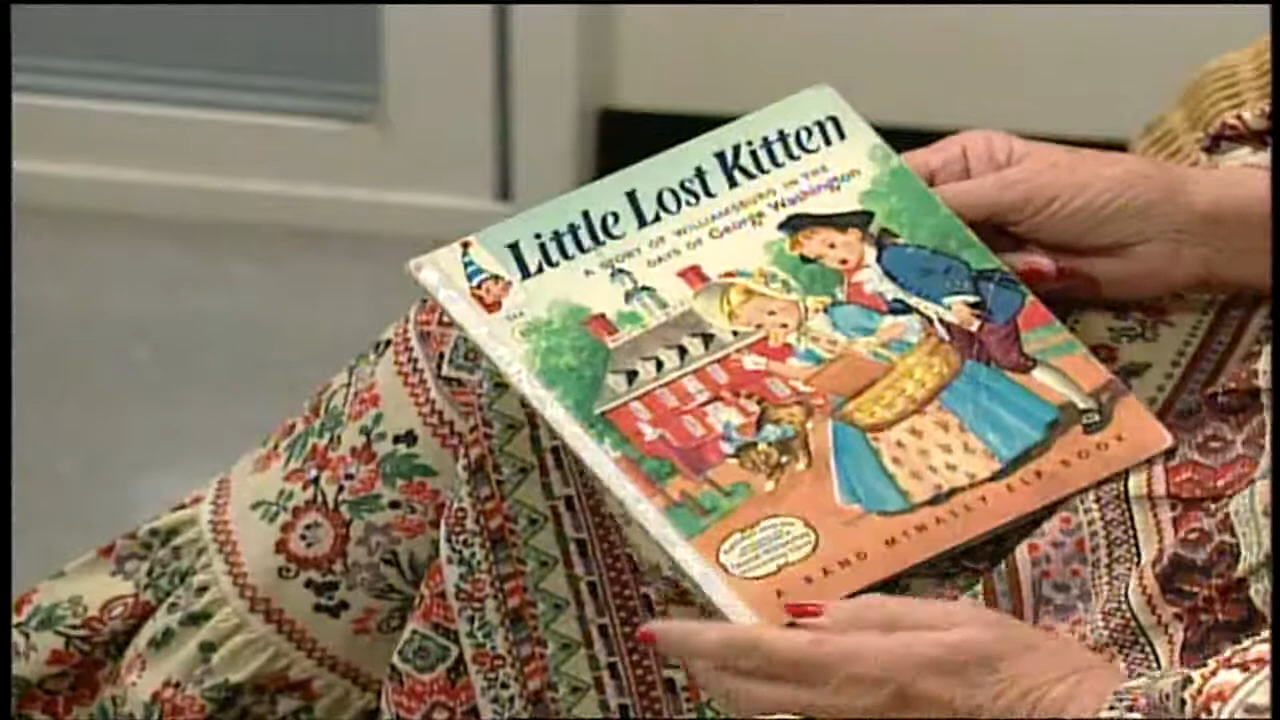 Little Lost Kitten
A STORY OF WILLIAMSBURG IN THE
DAYS OF George Washington
A RAND MCNALLY ELF BOOK